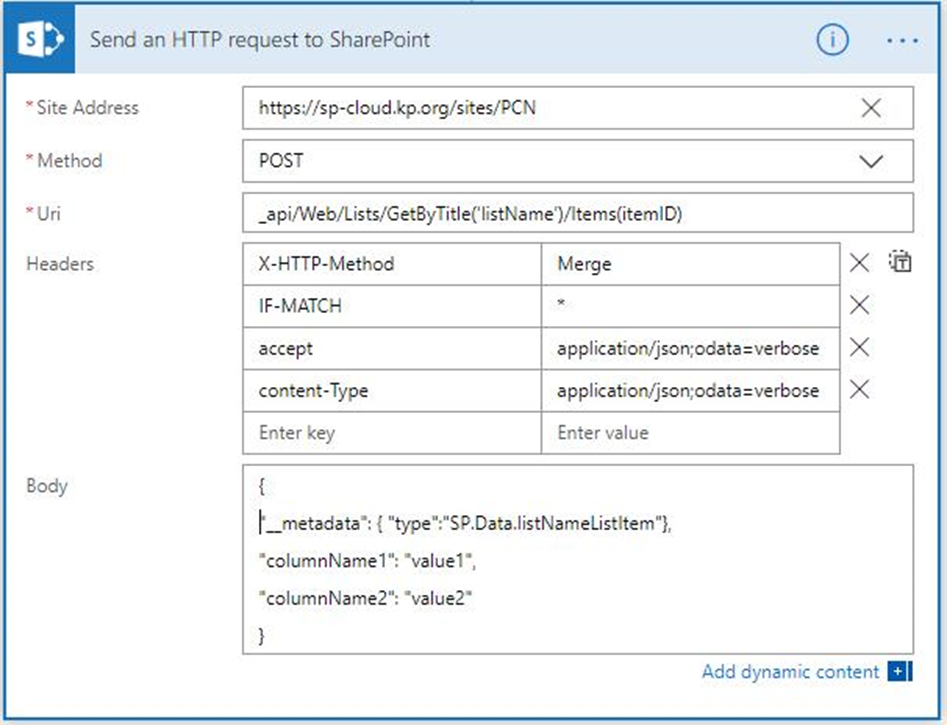 S
Send an HTTP request to SharePoint
i
...
* Site Address
https://sp-cloud.kp.org/sites/PCN
* Method
POST
* Uri
_api/Web/Lists/GetByTitle('listName')/Items(itemID)
Headers
X-HTTP-Method Merge
T
IF-MATCH *
accept application/json;odata=verbose
content-Type application/json;odata=verbose
Enter key Enter value
Body
{
"__metadata": { "type":"SP.Data.listNameListItem"},
"columnName1": "value1",
"columnName2": "value2"
}
Add dynamic content